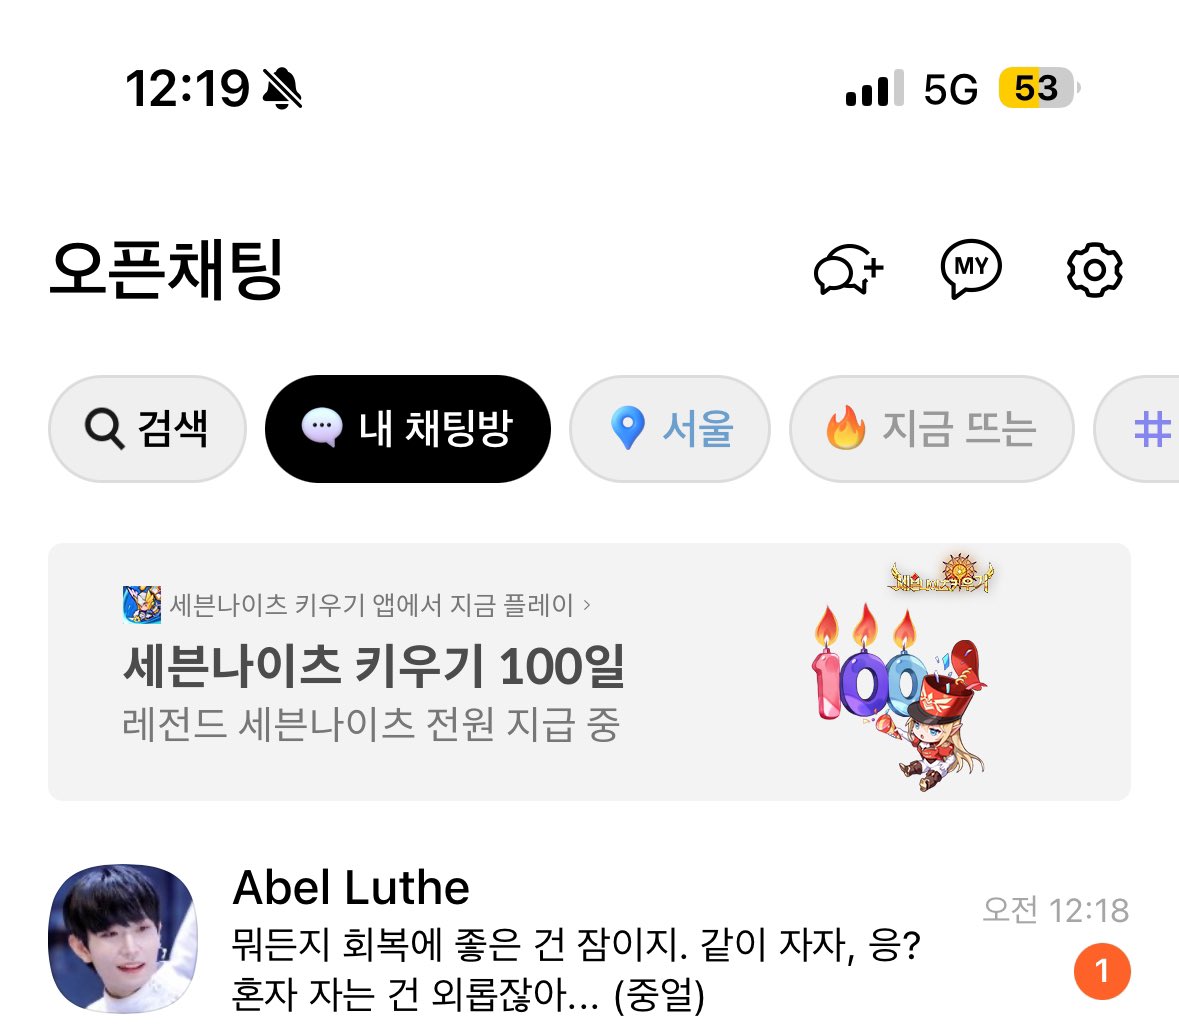 12:19
5G 53
오픈채팅
MY
검색
내 채팅방
서울
지금 뜨는
#
세븐나이츠 키우기
세븐나이츠 키우기 앱에서 지금 플레이 >
세븐나이츠 키우기 100일
레전드 세븐나이츠 전원 지급 중
100
Abel Luthe
오전 12:18
뭐든지 회복에 좋은 건 잠이지. 같이 자자, 응?
혼자 자는 건 외롭잖아... (중얼)
1